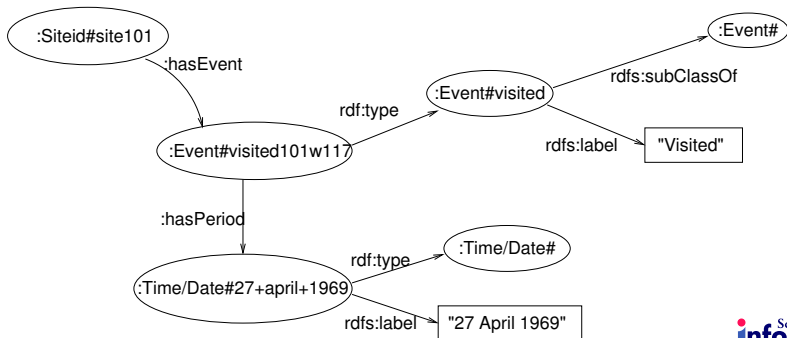 :Siteid#site101
:Event#
:hasEvent
rdfs:subClassOf
:Event#visited
rdf:type
rdfs:label
"Visited"
:Event#visited101w117
:hasPeriod
:Time/Date#
rdf:type
:Time/Date#27+april+1969
rdfs:label
"27 April 1969"